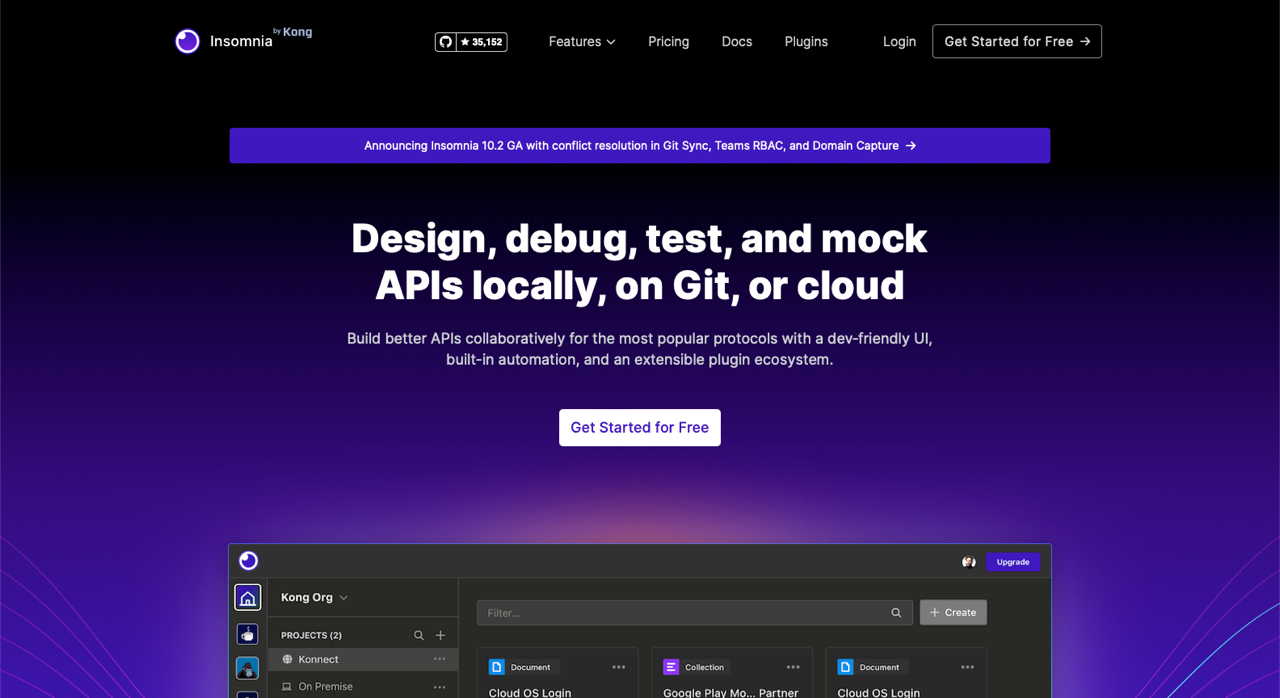 Insomnia by Kong
35,152
Features
Pricing
Docs
Plugins
Login
Get Started for Free →
Announcing Insomnia 10.2 GA with conflict resolution in Git Sync, Teams RBAC, and Domain Capture →
Design, debug, test, and mock
APIs locally, on Git, or cloud
Build better APIs collaboratively for the most popular protocols with a dev-friendly UI,
built-in automation, and an extensible plugin ecosystem.
Get Started for Free
Upgrade
Kong Org
Filter...
+ Create
PROJECTS (2)
Konnect
On Premise
Document
Cloud OS Login
Collection
Google Play Mo... Partner
Document
Cloud OS Login